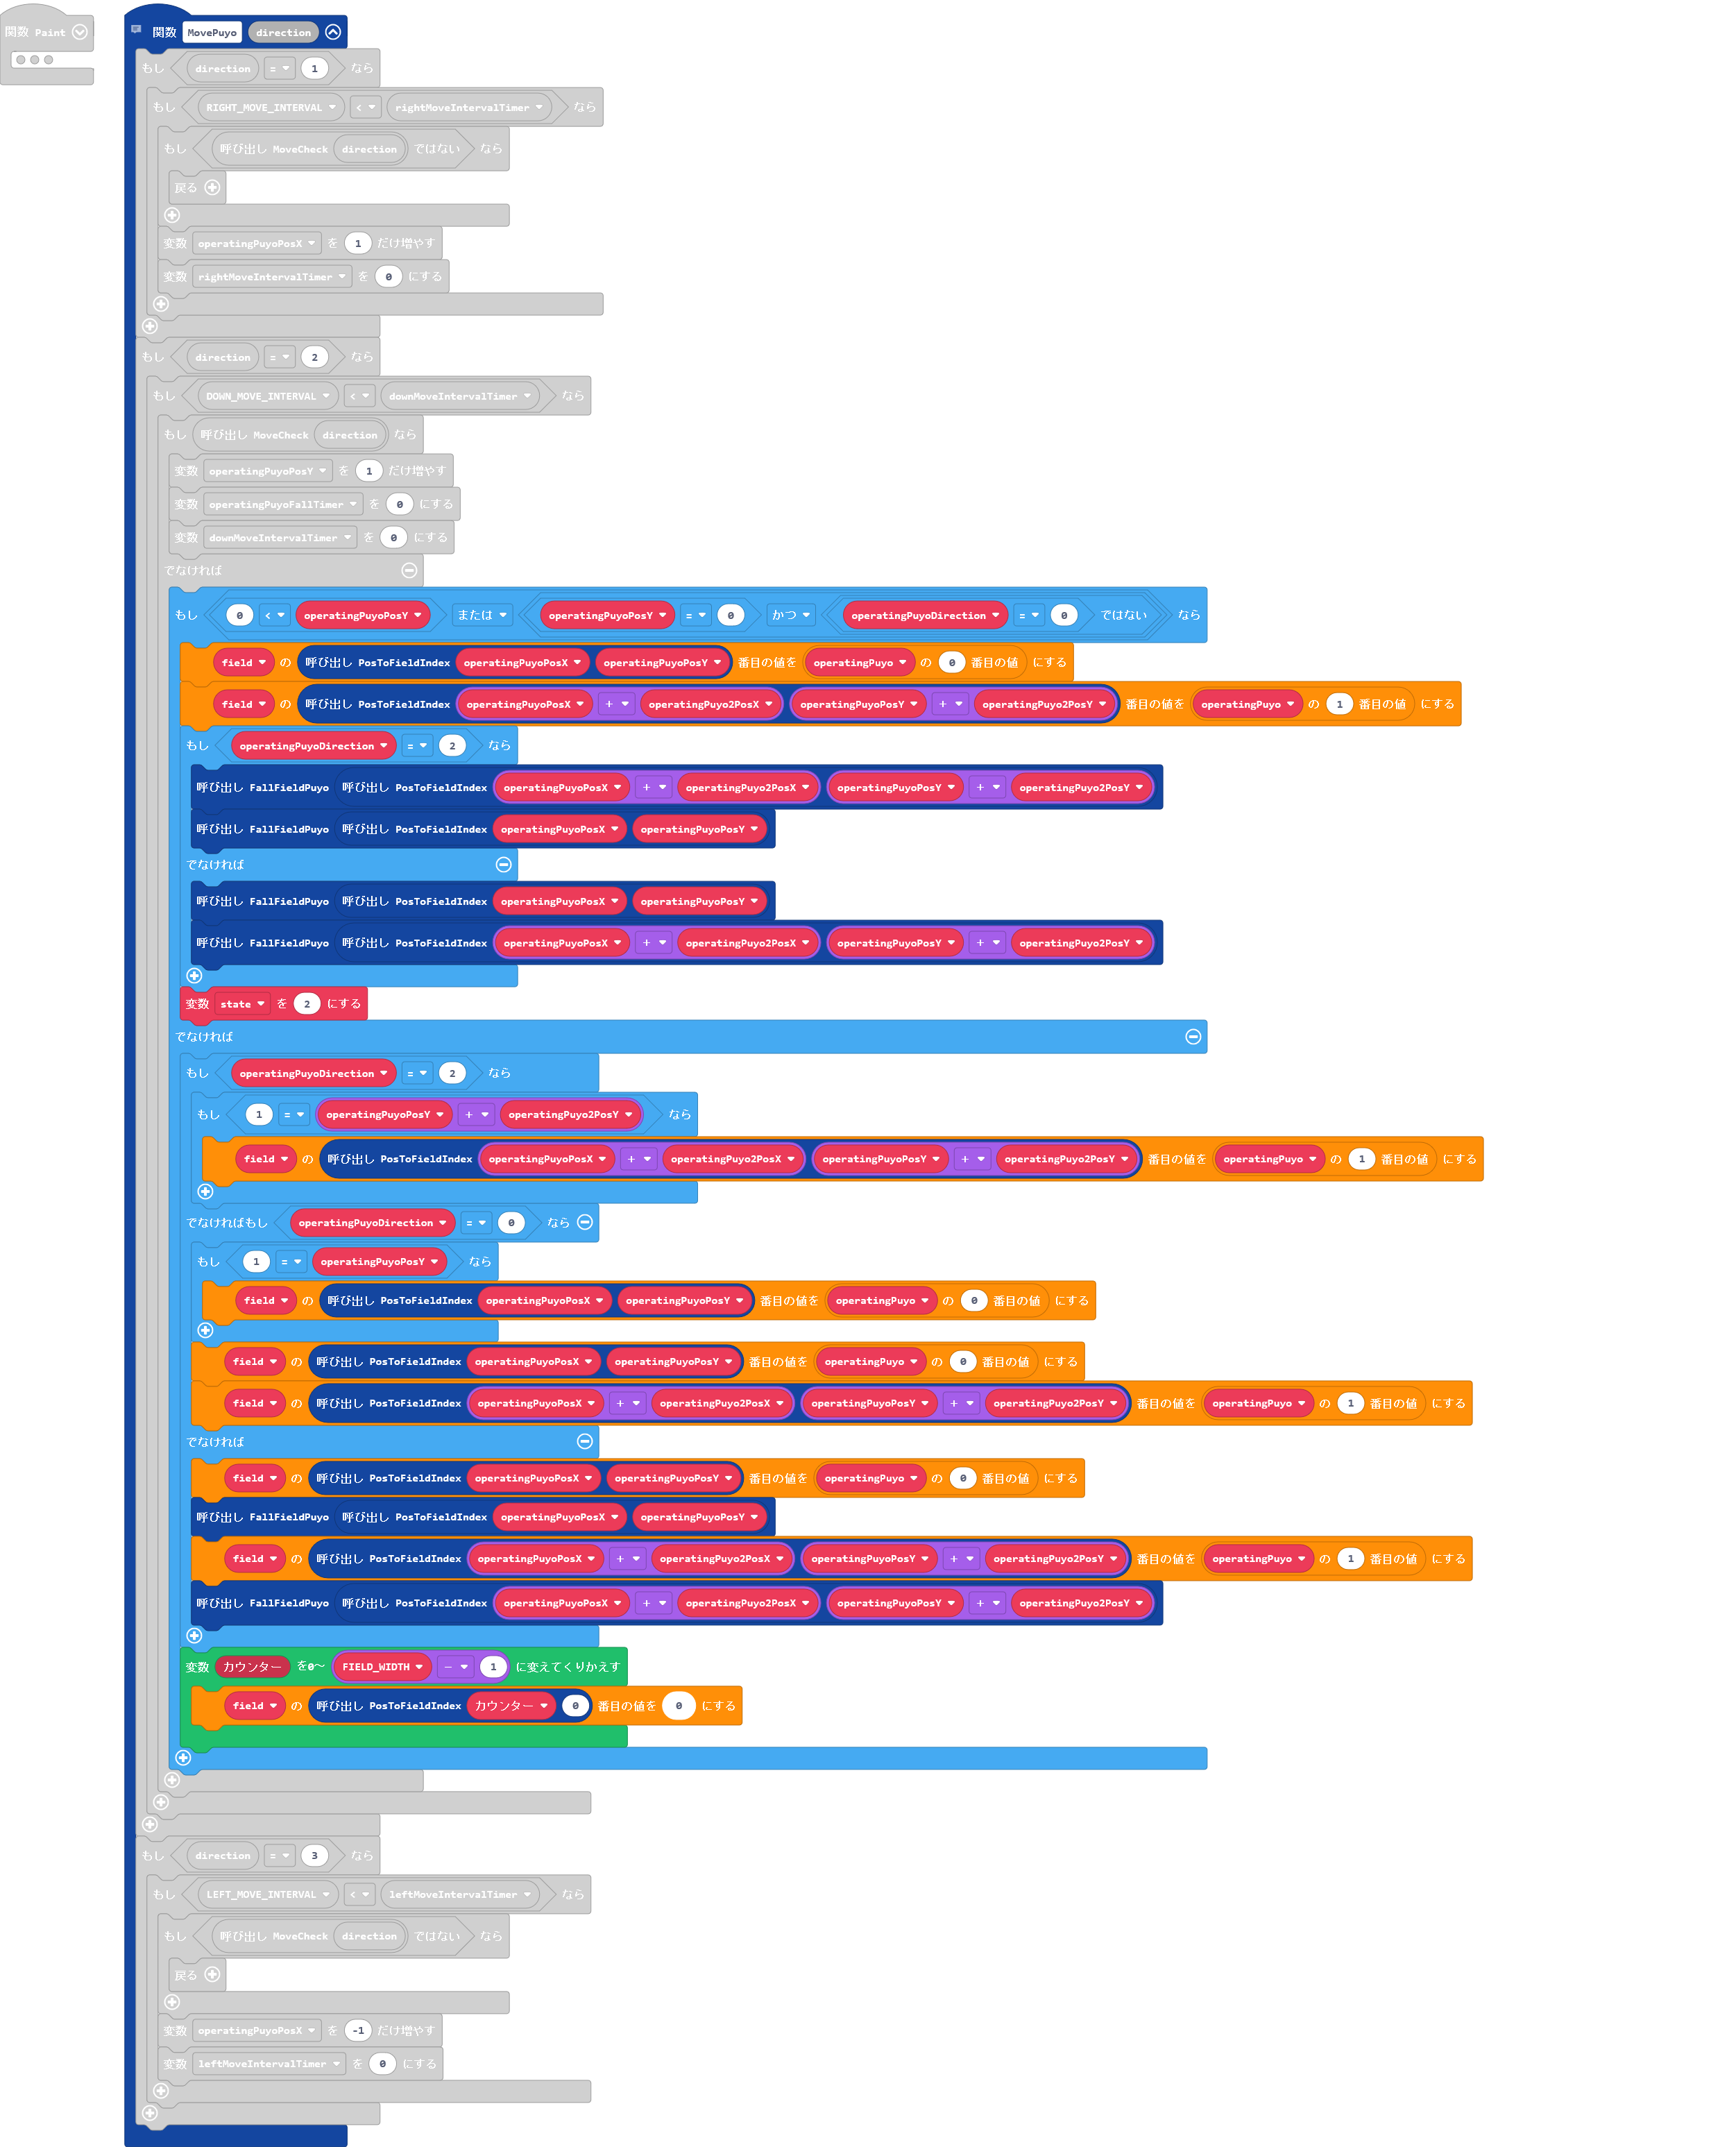 関数 Paint
関数 MovePuyo direction
もし direction = 1 なら
もし RIGHT_MOVE_INTERVAL < rightMoveIntervalTimer なら
もし 呼び出し MoveCheck direction ではない なら
戻る
変数 operatingPuyoPosX を 1 だけ増やす
変数 rightMoveIntervalTimer を 0 にする
もし direction = 2 なら
もし DOWN_MOVE_INTERVAL < downMoveIntervalTimer なら
もし 呼び出し MoveCheck direction なら
変数 operatingPuyoPosY を 1 だけ増やす
変数 operatingPuyoFallTimer を 0 にする
変数 downMoveIntervalTimer を 0 にする
でなければ
もし 0 < operatingPuyoPosY または operatingPuyoPosY = 0 かつ operatingPuyoDirection = 0 ではない なら
field の 呼び出し PosToFieldIndex operatingPuyoPosX operatingPuyoPosY 番目の値を operatingPuyo の 0 番目の値 にする
field の 呼び出し PosToFieldIndex operatingPuyoPosX + operatingPuyo2PosX operatingPuyoPosY + operatingPuyo2PosY 番目の値を operatingPuyo の 1 番目の値 にする
もし operatingPuyoDirection = 2 なら
呼び出し FallFieldPuyo 呼び出し PosToFieldIndex operatingPuyoPosX + operatingPuyo2PosX operatingPuyoPosY + operatingPuyo2PosY
呼び出し FallFieldPuyo 呼び出し PosToFieldIndex operatingPuyoPosX operatingPuyoPosY
でなければ
呼び出し FallFieldPuyo 呼び出し PosToFieldIndex operatingPuyoPosX operatingPuyoPosY
呼び出し FallFieldPuyo 呼び出し PosToFieldIndex operatingPuyoPosX + operatingPuyo2PosX operatingPuyoPosY + operatingPuyo2PosY
変数 state を 2 にする
でなければ
もし operatingPuyoDirection = 2 なら
もし 1 = operatingPuyoPosY + operatingPuyo2PosY なら
field の 呼び出し PosToFieldIndex operatingPuyoPosX + operatingPuyo2PosX operatingPuyoPosY + operatingPuyo2PosY 番目の値を operatingPuyo の 1 番目の値 にする
でなければもし operatingPuyoDirection = 0 なら
もし 1 = operatingPuyoPosY なら
field の 呼び出し PosToFieldIndex operatingPuyoPosX operatingPuyoPosY 番目の値を operatingPuyo の 0 番目の値 にする
field の 呼び出し PosToFieldIndex operatingPuyoPosX operatingPuyoPosY 番目の値を operatingPuyo の 0 番目の値 にする
field の 呼び出し PosToFieldIndex operatingPuyoPosX + operatingPuyo2PosX operatingPuyoPosY + operatingPuyo2PosY 番目の値を operatingPuyo の 1 番目の値 にする
でなければ
field の 呼び出し PosToFieldIndex operatingPuyoPosX operatingPuyoPosY 番目の値を operatingPuyo の 0 番目の値 にする
呼び出し FallFieldPuyo 呼び出し PosToFieldIndex operatingPuyoPosX operatingPuyoPosY
field の 呼び出し PosToFieldIndex operatingPuyoPosX + operatingPuyo2PosX operatingPuyoPosY + operatingPuyo2PosY 番目の値を operatingPuyo の 1 番目の値 にする
呼び出し FallFieldPuyo 呼び出し PosToFieldIndex operatingPuyoPosX + operatingPuyo2PosX operatingPuyoPosY + operatingPuyo2PosY
変数 カウンター を0～ FIELD_WIDTH - 1 に変えてくりかえす
field の 呼び出し PosToFieldIndex カウンター 0 番目の値を 0 にする
もし direction = 3 なら
もし LEFT_MOVE_INTERVAL < leftMoveIntervalTimer なら
もし 呼び出し MoveCheck direction ではない なら
戻る
変数 operatingPuyoPosX を -1 だけ増やす
変数 leftMoveIntervalTimer を 0 にする